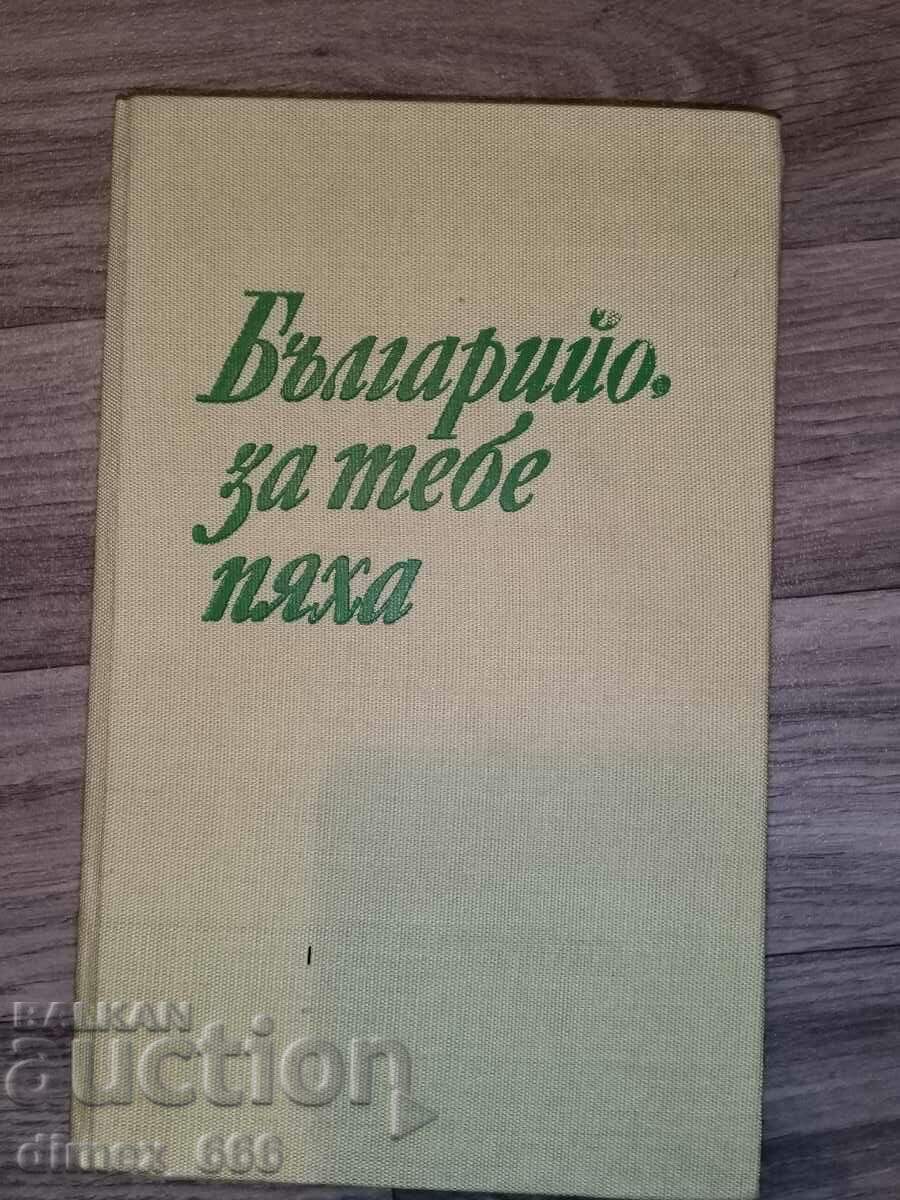 Българийо,
за тебе
пяха
BALKAN
auction
dimex_666